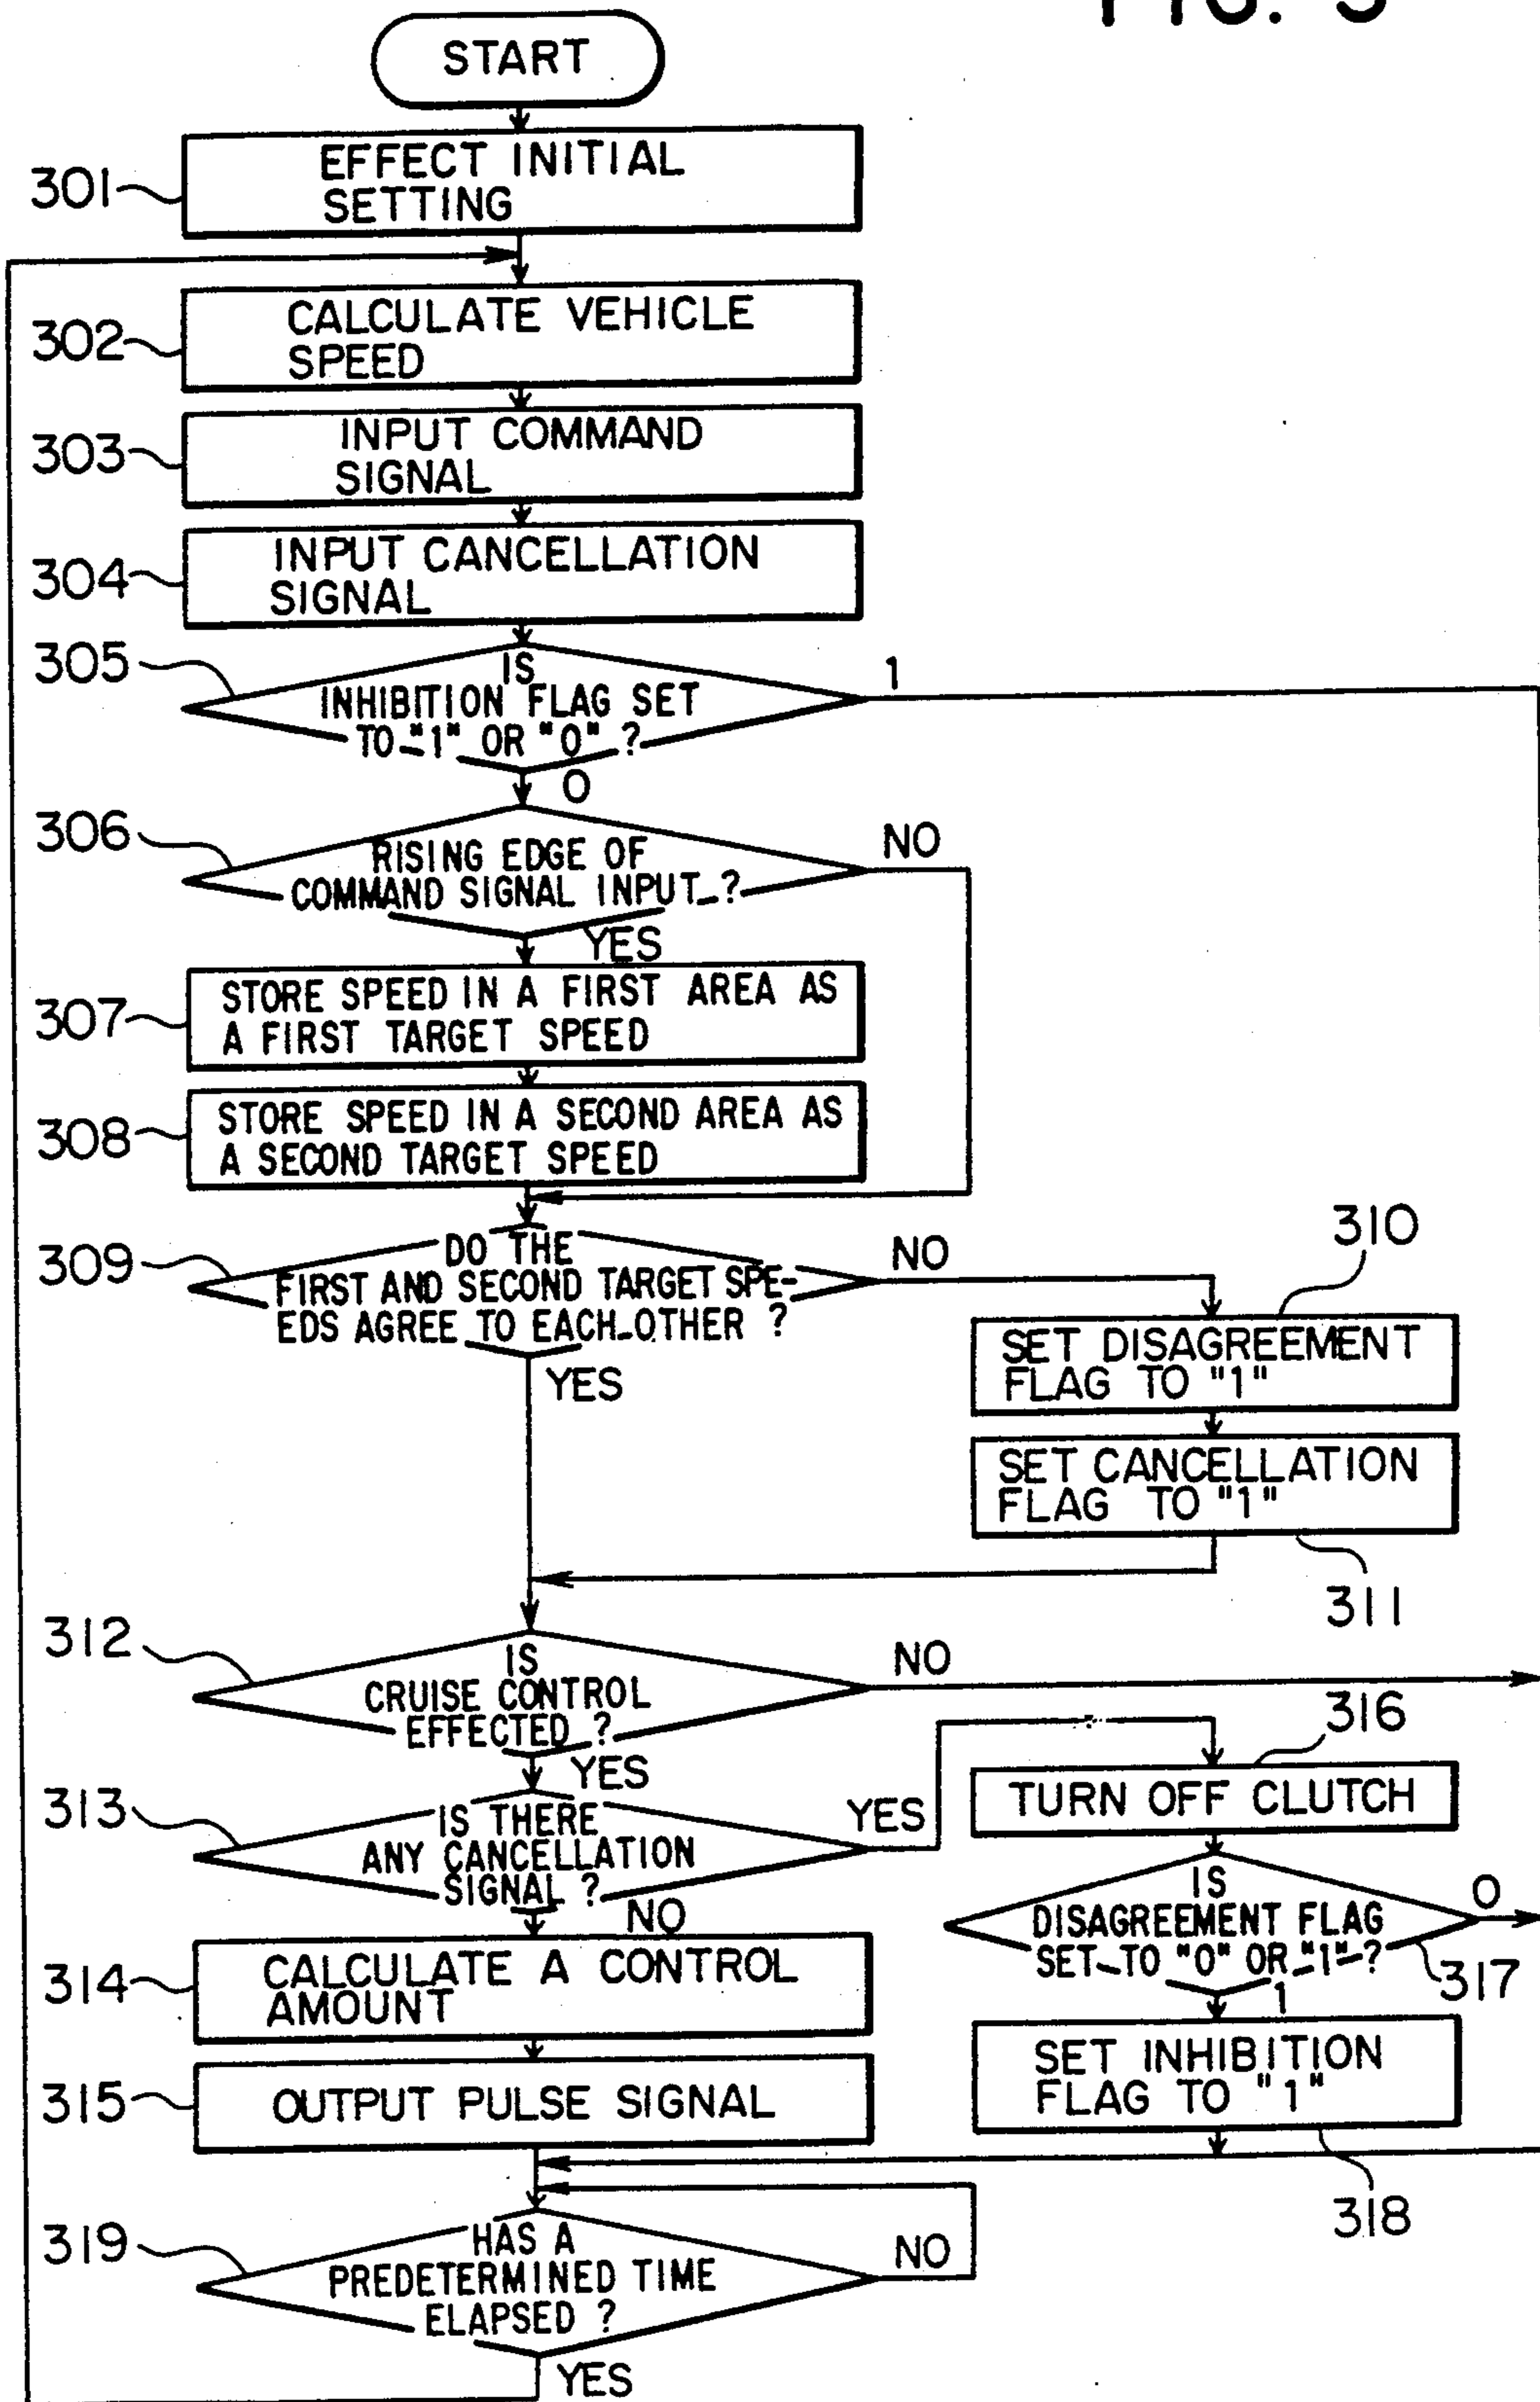 FIG. 3
START
301
EFFECT INITIAL
SETTING
302
CALCULATE VEHICLE
SPEED
303
INPUT COMMAND
SIGNAL
304
INPUT CANCELLATION
SIGNAL
305
IS
INHIBITION FLAG SET
TO "1" OR "0" ?
1
0
306
RISING EDGE OF
COMMAND SIGNAL INPUT ?
NO
YES
307
STORE SPEED IN A FIRST AREA AS
A FIRST TARGET SPEED
308
STORE SPEED IN A SECOND AREA AS
A SECOND TARGET SPEED
309
DO THE
FIRST AND SECOND TARGET SPE-
EDS AGREE TO EACH OTHER ?
NO
YES
310
SET DISAGREEMENT
FLAG TO "1"
SET CANCELLATION
FLAG TO "1"
311
312
IS
CRUISE CONTROL
EFFECTED ?
NO
YES
313
IS THERE
ANY CANCELLATION
SIGNAL ?
YES
NO
316
TURN OFF CLUTCH
IS
DISAGREEMENT FLAG
SET TO "0" OR "1" ?
0
317
1
314
CALCULATE A CONTROL
AMOUNT
315
OUTPUT PULSE SIGNAL
SET INHIBITION
FLAG TO "1"
318
319
HAS A
PREDETERMINED TIME
ELAPSED ?
NO
YES